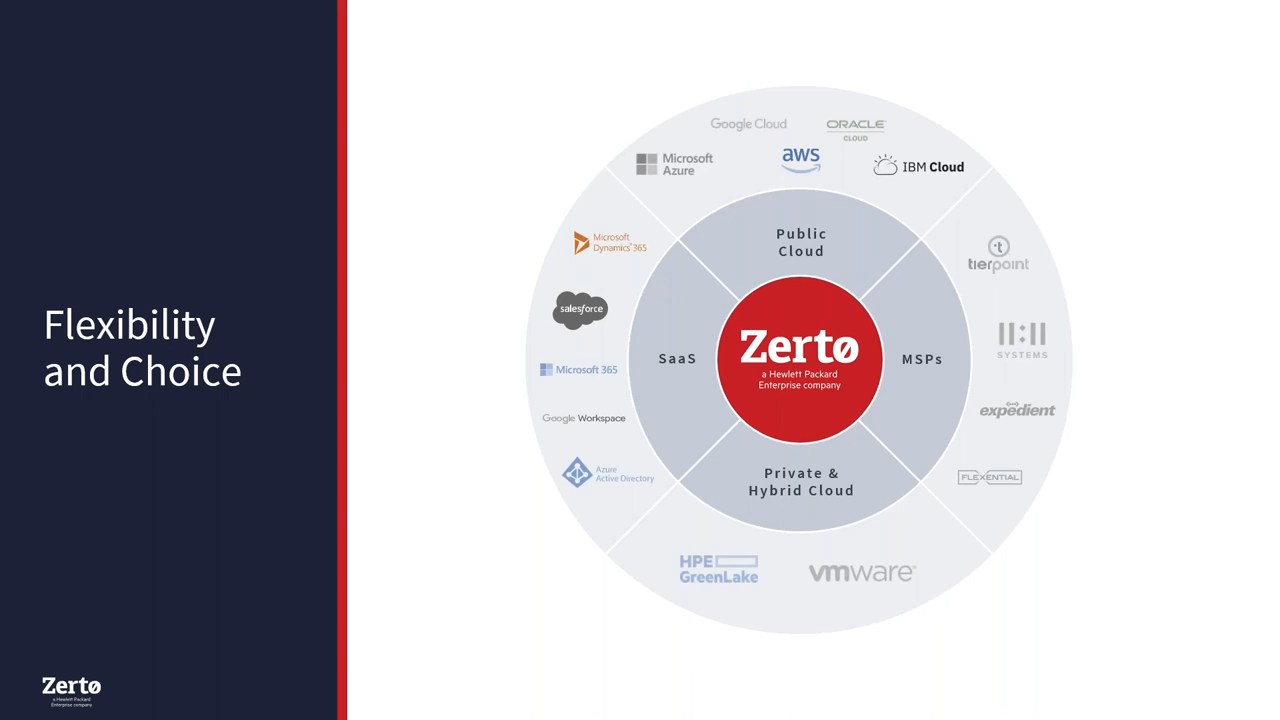 Flexibility
and Choice
Zerto
a Hewlett Packard
Enterprise company
Google Cloud
ORACLE
CLOUD
Microsoft
Azure
aws
IBM Cloud
Public
Cloud
Microsoft
Dynamics 365
salesforce
Microsoft 365
Google Workspace
Azure
Active Directory
SaaS
Zerto
a Hewlett Packard
Enterprise company
MSPs
tierpoint
11:11
SYSTEMS
expedient
FLEXENTIAL
Private &
Hybrid Cloud
HPE
GreenLake
vmware